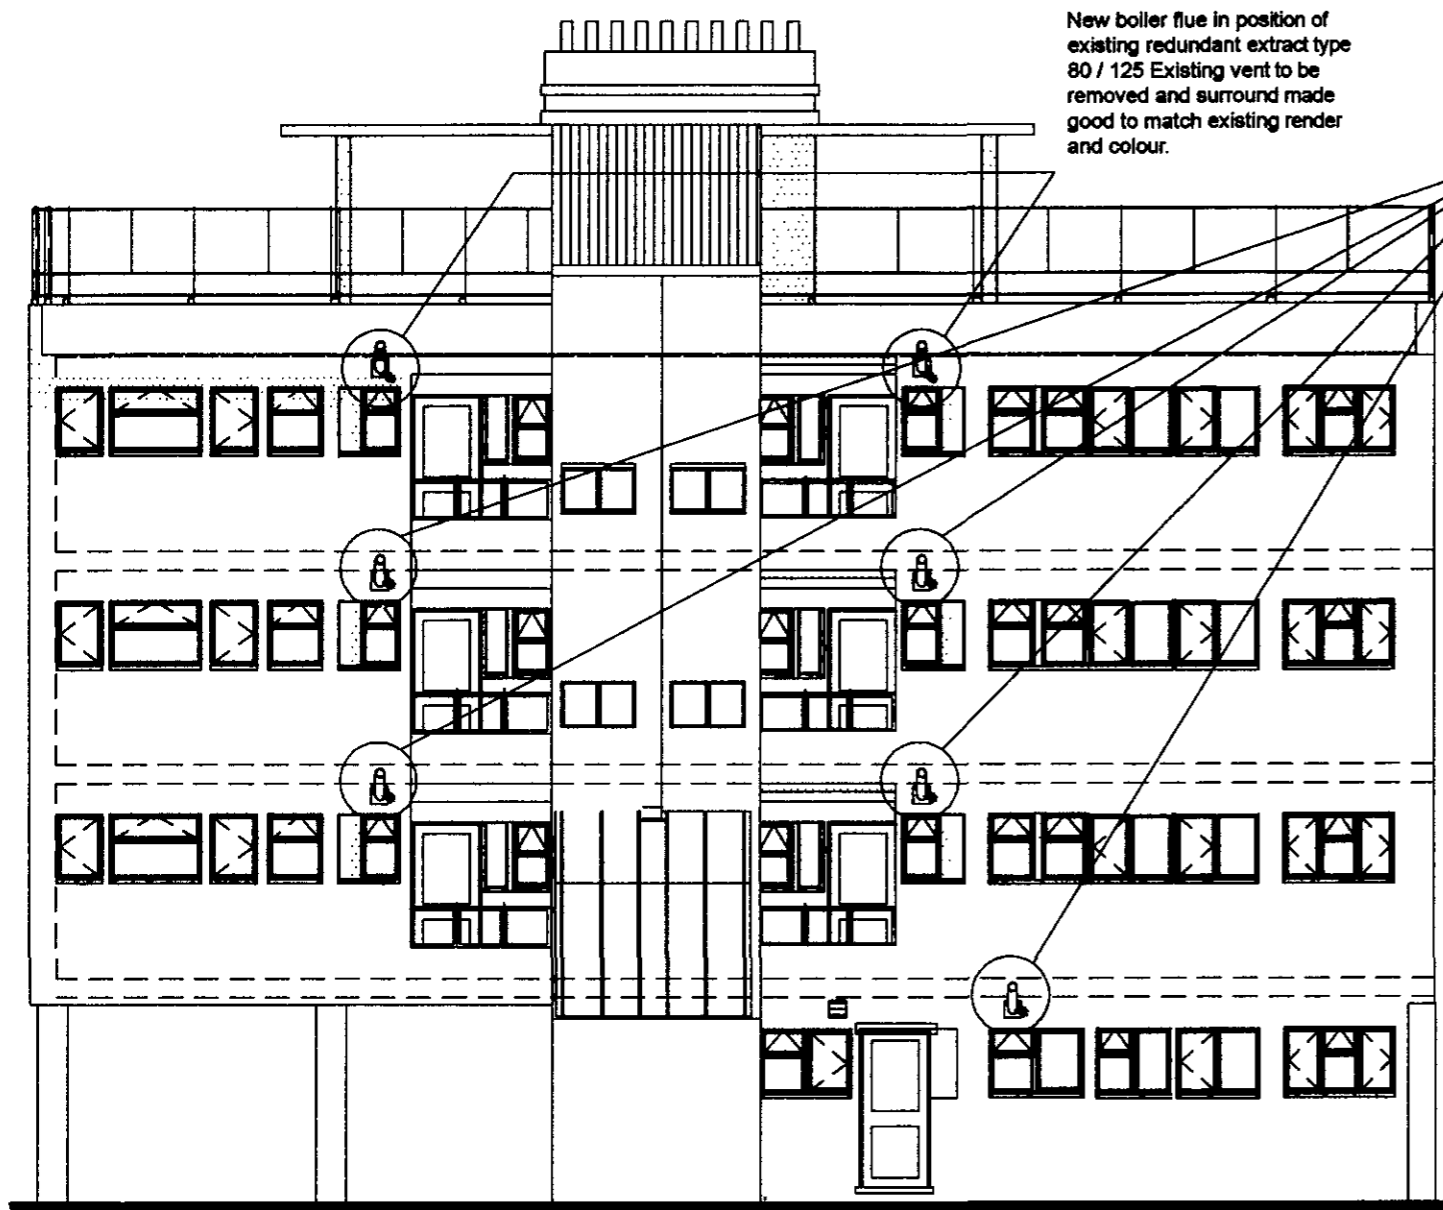 New boiler flue in position of
existing redundant extract type
80 / 125 Existing vent to be
removed and surround made
good to match existing render
and colour.